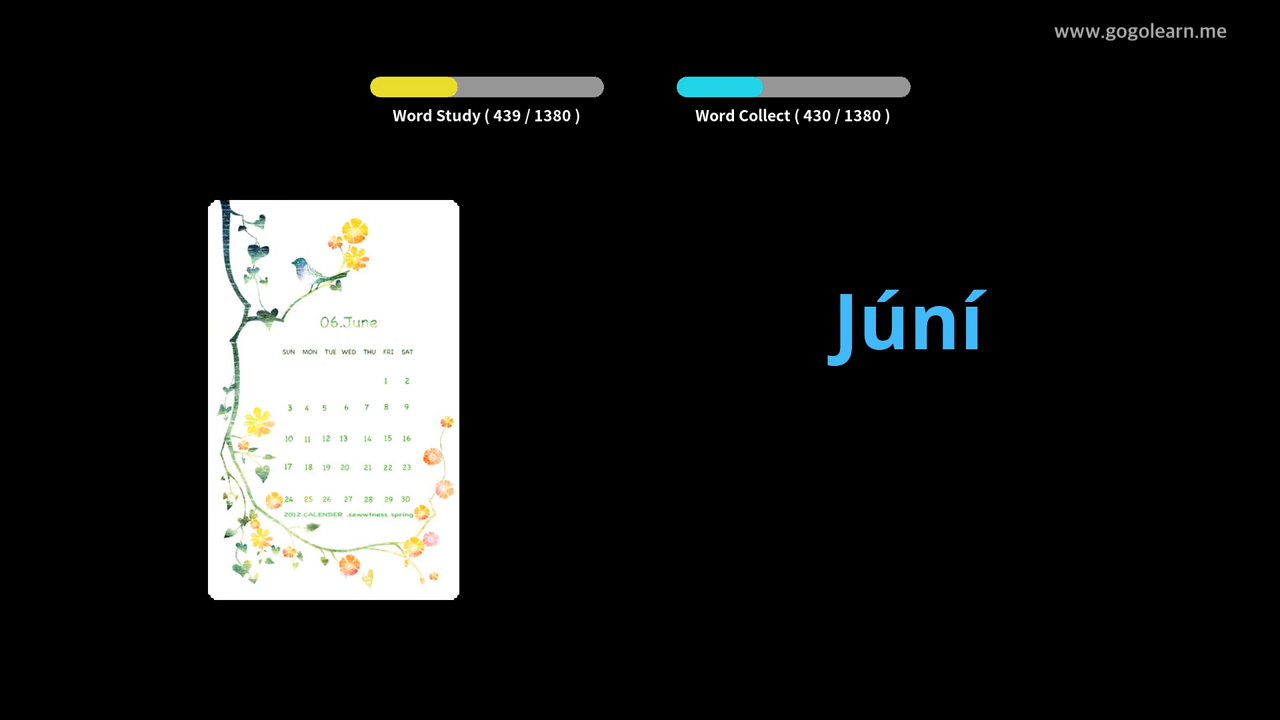 www.gogolearn.me
Word Study ( 439 / 1380 )
Word Collect ( 430 / 1380 )
06.June
SUN MON TUE WED THU FRI SAT
1 2
3 4 5 6 7 8 9
10 11 12 13 14 15 16
17 18 19 20 21 22 23
24 25 26 27 28 29 30
2012.CALENDER .sewwtness spring
Júní